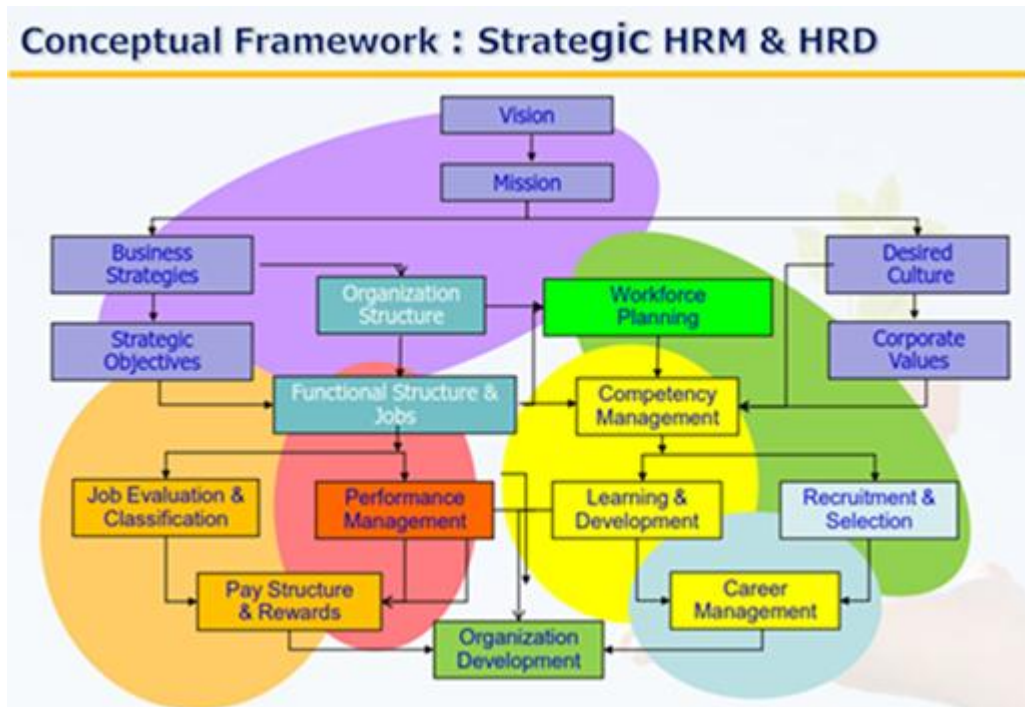 Conceptual Framework : Strategic HRM & HRD
Vision
Mission
Business
Strategies
Desired
Culture
Organization
Structure
Workforce
Planning
Strategic
Objectives
Corporate
Values
Functional Structure &
Jobs
Competency
Management
Job Evaluation &
Classification
Performance
Management
Learning &
Development
Recruitment &
Selection
Pay Structure
& Rewards
Career
Management
Organization
Development